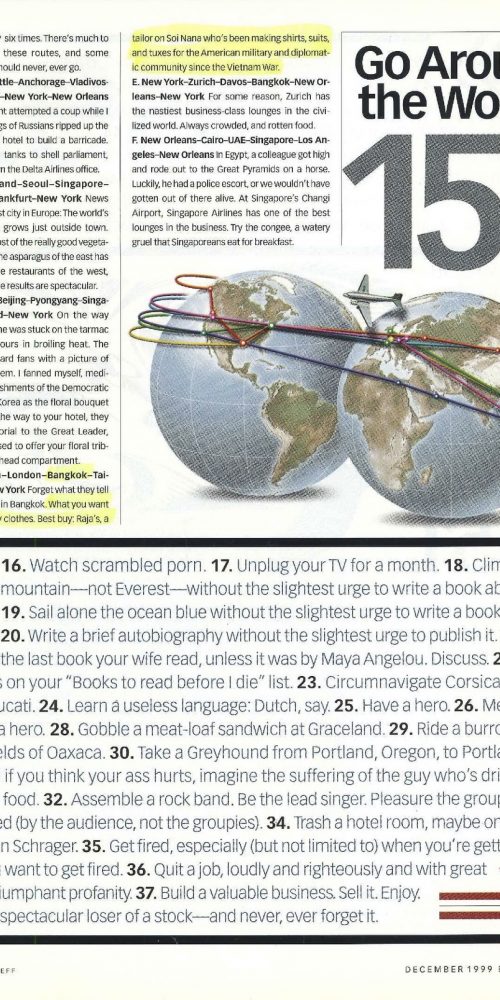 six times. There's much to
these routes, and some
hould never, ever go.
ttle–Anchorage–Vladivos-
–New York–New Orleans
nt attempted a coup while I
gs of Russians ripped up the
hotel to build a barricade.
tanks to shell parliament,
n the Delta Airlines office.
and–Seoul–Singapore–
ankfurt–New York News
st city in Europe: The world's
grows just outside town.
ost of the really good vegeta-
he asparagus of the east has
e restaurants of the west,
e results are spectacular.
Beijing–Pyongyang–Singa-
d–New York On the way
ne was stuck on the tarmac
ours in broiling heat. The
ard fans with a picture of
em. I fanned myself, medi-
shments of the Democratic
Korea as the floral bouquet
the way to your hotel, they
orial to the Great Leader,
sed to offer your floral trib-
head compartment.
–London–Bangkok–Tai-
w York Forget what they tell
in Bangkok. What you want
y clothes. Best buy: Raja's, a
tailor on Soi Nana who's been making shirts, suits,
and tuxes for the American military and diplomat-
ic community since the Vietnam War.
E. New York–Zurich–Davos–Bangkok–New Or-
leans–New York For some reason, Zurich has
the nastiest business-class lounges in the civi-
lized world. Always crowded, and rotten food.
F. New Orleans–Cairo–UAE–Singapore–Los An-
geles–New Orleans In Egypt, a colleague got high
and rode out to the Great Pyramids on a horse.
Luckily, he had a police escort, or we wouldn't have
gotten out of there alive. At Singapore's Changi
Airport, Singapore Airlines has one of the best
lounges in the business. Try the congee, a watery
gruel that Singaporeans eat for breakfast.
Go Arou
the Wo
15
16. Watch scrambled porn. 17. Unplug your TV for a month. 18. Clim
mountain—not Everest—without the slightest urge to write a book ab
19. Sail alone the ocean blue without the slightest urge to write a book
20. Write a brief autobiography without the slightest urge to publish it.
the last book your wife read, unless it was by Maya Angelou. Discuss. 2
s on your "Books to read before I die" list. 23. Circumnavigate Corsica
ucati. 24. Learn a useless language: Dutch, say. 25. Have a hero. 26. Me
a hero. 28. Gobble a meat-loaf sandwich at Graceland. 29. Ride a burro
elds of Oaxaca. 30. Take a Greyhound from Portland, Oregon, to Portla
if you think your ass hurts, imagine the suffering of the guy who's dri
food. 32. Assemble a rock band. Be the lead singer. Pleasure the group
ed (by the audience, not the groupies). 34. Trash a hotel room, maybe on
n Schrager. 35. Get fired, especially (but not limited to) when you're gett
want to get fired. 36. Quit a job, loudly and righteously and with great
iumphant profanity. 37. Build a valuable business. Sell it. Enjoy.
spectacular loser of a stock—and never, ever forget it.
EFF
DECEMBER 1999